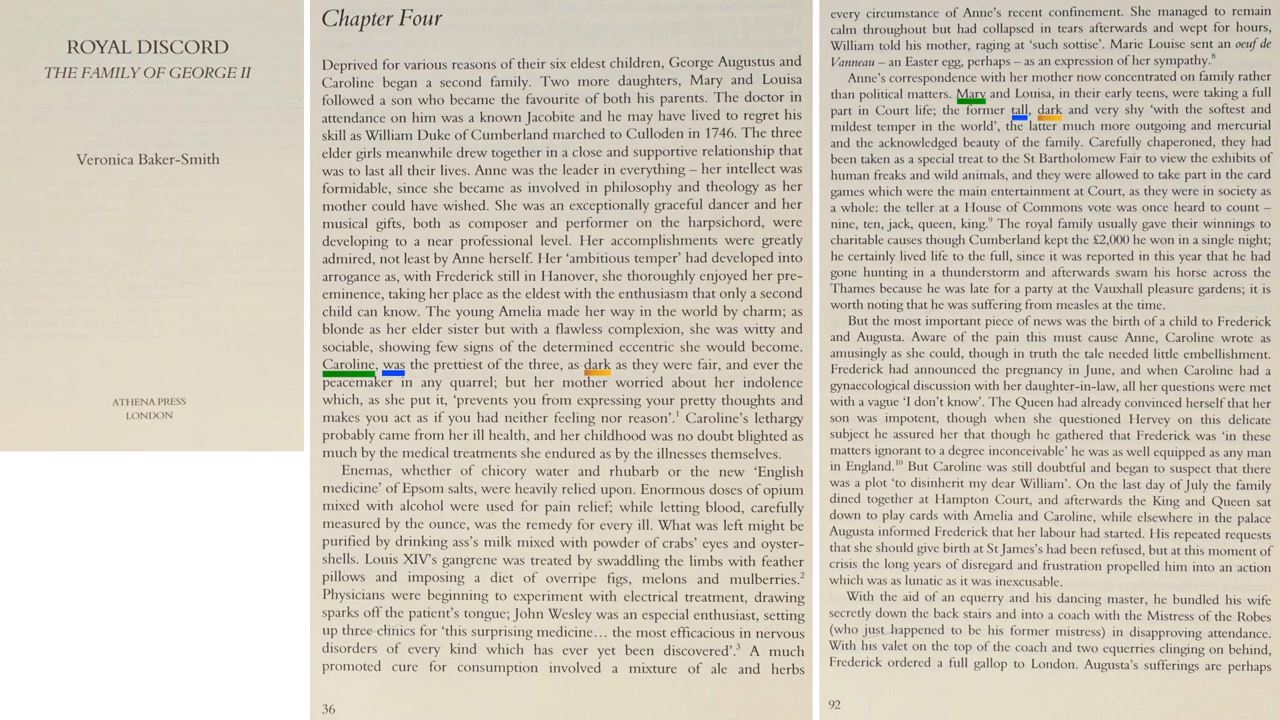 ROYAL DISCORD
THE FAMILY OF GEORGE II
Veronica Baker-Smith
ATHENA PRESS
LONDON
Chapter Four
Deprived for various reasons of their six eldest children, George Augustus and
Caroline began a second family. Two more daughters, Mary and Louisa
followed a son who became the favourite of both his parents. The doctor in
attendance on him was a known Jacobite and he may have lived to regret his
skill as William Duke of Cumberland marched to Culloden in 1746. The three
elder girls meanwhile drew together in a close and supportive relationship that
was to last all their lives. Anne was the leader in everything – her intellect was
formidable, since she became as involved in philosophy and theology as her
mother could have wished. She was an exceptionally graceful dancer and her
musical gifts, both as composer and performer on the harpsichord, were
developing to a near professional level. Her accomplishments were greatly
admired, not least by Anne herself. Her ‘ambitious temper’ had developed into
arrogance as, with Frederick still in Hanover, she thoroughly enjoyed her pre-
eminence, taking her place as the eldest with the enthusiasm that only a second
child can know. The young Amelia made her way in the world by charm; as
blonde as her elder sister but with a flawless complexion, she was witty and
sociable, showing few signs of the determined eccentric she would become.
Caroline, was the prettiest of the three, as dark as they were fair, and ever the
peacemaker in any quarrel; but her mother worried about her indolence
which, as she put it, ‘prevents you from expressing your pretty thoughts and
makes you act as if you had neither feeling nor reason’.1 Caroline’s lethargy
probably came from her ill health, and her childhood was no doubt blighted as
much by the medical treatments she endured as by the illnesses themselves.
Enemas, whether of chicory water and rhubarb or the new ‘English
medicine’ of Epsom salts, were heavily relied upon. Enormous doses of opium
mixed with alcohol were used for pain relief; while letting blood, carefully
measured by the ounce, was the remedy for every ill. What was left might be
purified by drinking ass’s milk mixed with powder of crabs’ eyes and oyster-
shells. Louis XIV’s gangrene was treated by swaddling the limbs with feather
pillows and imposing a diet of overripe figs, melons and mulberries.2
Physicians were beginning to experiment with electrical treatment, drawing
sparks off the patient’s tongue; John Wesley was an especial enthusiast, setting
up three clinics for ‘this surprising medicine… the most efficacious in nervous
disorders of every kind which has ever yet been discovered’.3 A much
promoted cure for consumption involved a mixture of ale and herbs
36
every circumstance of Anne’s recent confinement. She managed to remain
calm throughout but had collapsed in tears afterwards and wept for hours,
William told his mother, raging at ‘such sottise’. Marie Louise sent an oeuf de
Vanneau – an Easter egg, perhaps – as an expression of her sympathy.8
Anne’s correspondence with her mother now concentrated on family rather
than political matters. Mary and Louisa, in their early teens, were taking a full
part in Court life; the former tall, dark and very shy ‘with the softest and
mildest temper in the world’, the latter much more outgoing and mercurial
and the acknowledged beauty of the family. Carefully chaperoned, they had
been taken as a special treat to the St Bartholomew Fair to view the exhibits of
human freaks and wild animals, and they were allowed to take part in the card
games which were the main entertainment at Court, as they were in society as
a whole: the teller at a House of Commons vote was once heard to count –
nine, ten, jack, queen, king.9 The royal family usually gave their winnings to
charitable causes though Cumberland kept the £2,000 he won in a single night;
he certainly lived life to the full, since it was reported in this year that he had
gone hunting in a thunderstorm and afterwards swam his horse across the
Thames because he was late for a party at the Vauxhall pleasure gardens; it is
worth noting that he was suffering from measles at the time.
But the most important piece of news was the birth of a child to Frederick
and Augusta. Aware of the pain this must cause Anne, Caroline wrote as
amusingly as she could, though in truth the tale needed little embellishment.
Frederick had announced the pregnancy in June, and when Caroline had a
gynaecological discussion with her daughter-in-law, all her questions were met
with a vague ‘I don’t know’. The Queen had already convinced herself that her
son was impotent, though when she questioned Hervey on this delicate
subject he assured her that though he gathered that Frederick was ‘in these
matters ignorant to a degree inconceivable’ he was as well equipped as any man
in England.10 But Caroline was still doubtful and began to suspect that there
was a plot ‘to disinherit my dear William’. On the last day of July the family
dined together at Hampton Court, and afterwards the King and Queen sat
down to play cards with Amelia and Caroline, while elsewhere in the palace
Augusta informed Frederick that her labour had started. His repeated requests
that she should give birth at St James’s had been refused, but at this moment of
crisis the long years of disregard and frustration propelled him into an action
which was as lunatic as it was inexcusable.
With the aid of an equerry and his dancing master, he bundled his wife
secretly down the back stairs and into a coach with the Mistress of the Robes
(who just happened to be his former mistress) in disapproving attendance.
With his valet on the top of the coach and two equerries clinging on behind,
Frederick ordered a full gallop to London. Augusta’s sufferings are perhaps
92